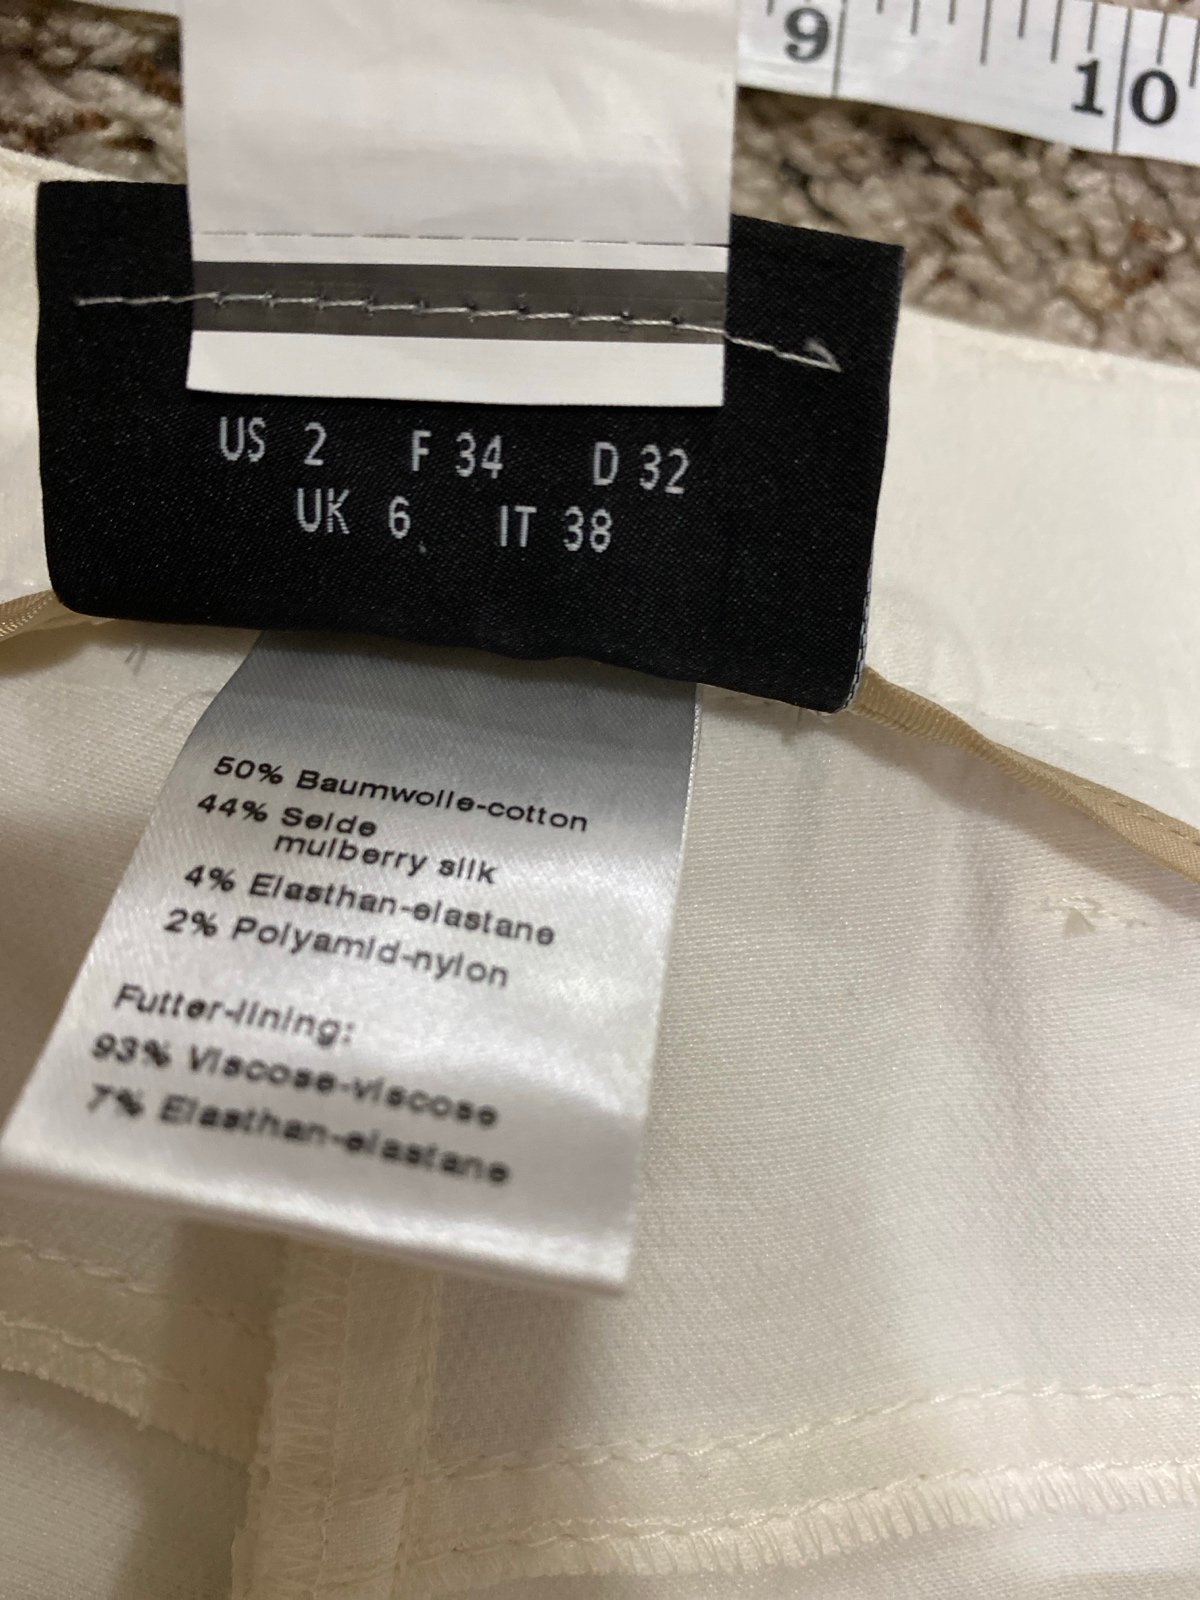 9 10
US 2 F 34 D 32
UK 6 IT 38
50% Baumwolle-cotton
44% Seide
mulberry silk
4% Elasthan-elastane
2% Polyamid-nylon
Futter-lining:
93% Viscose-viscose
7% Elasthan-elastane